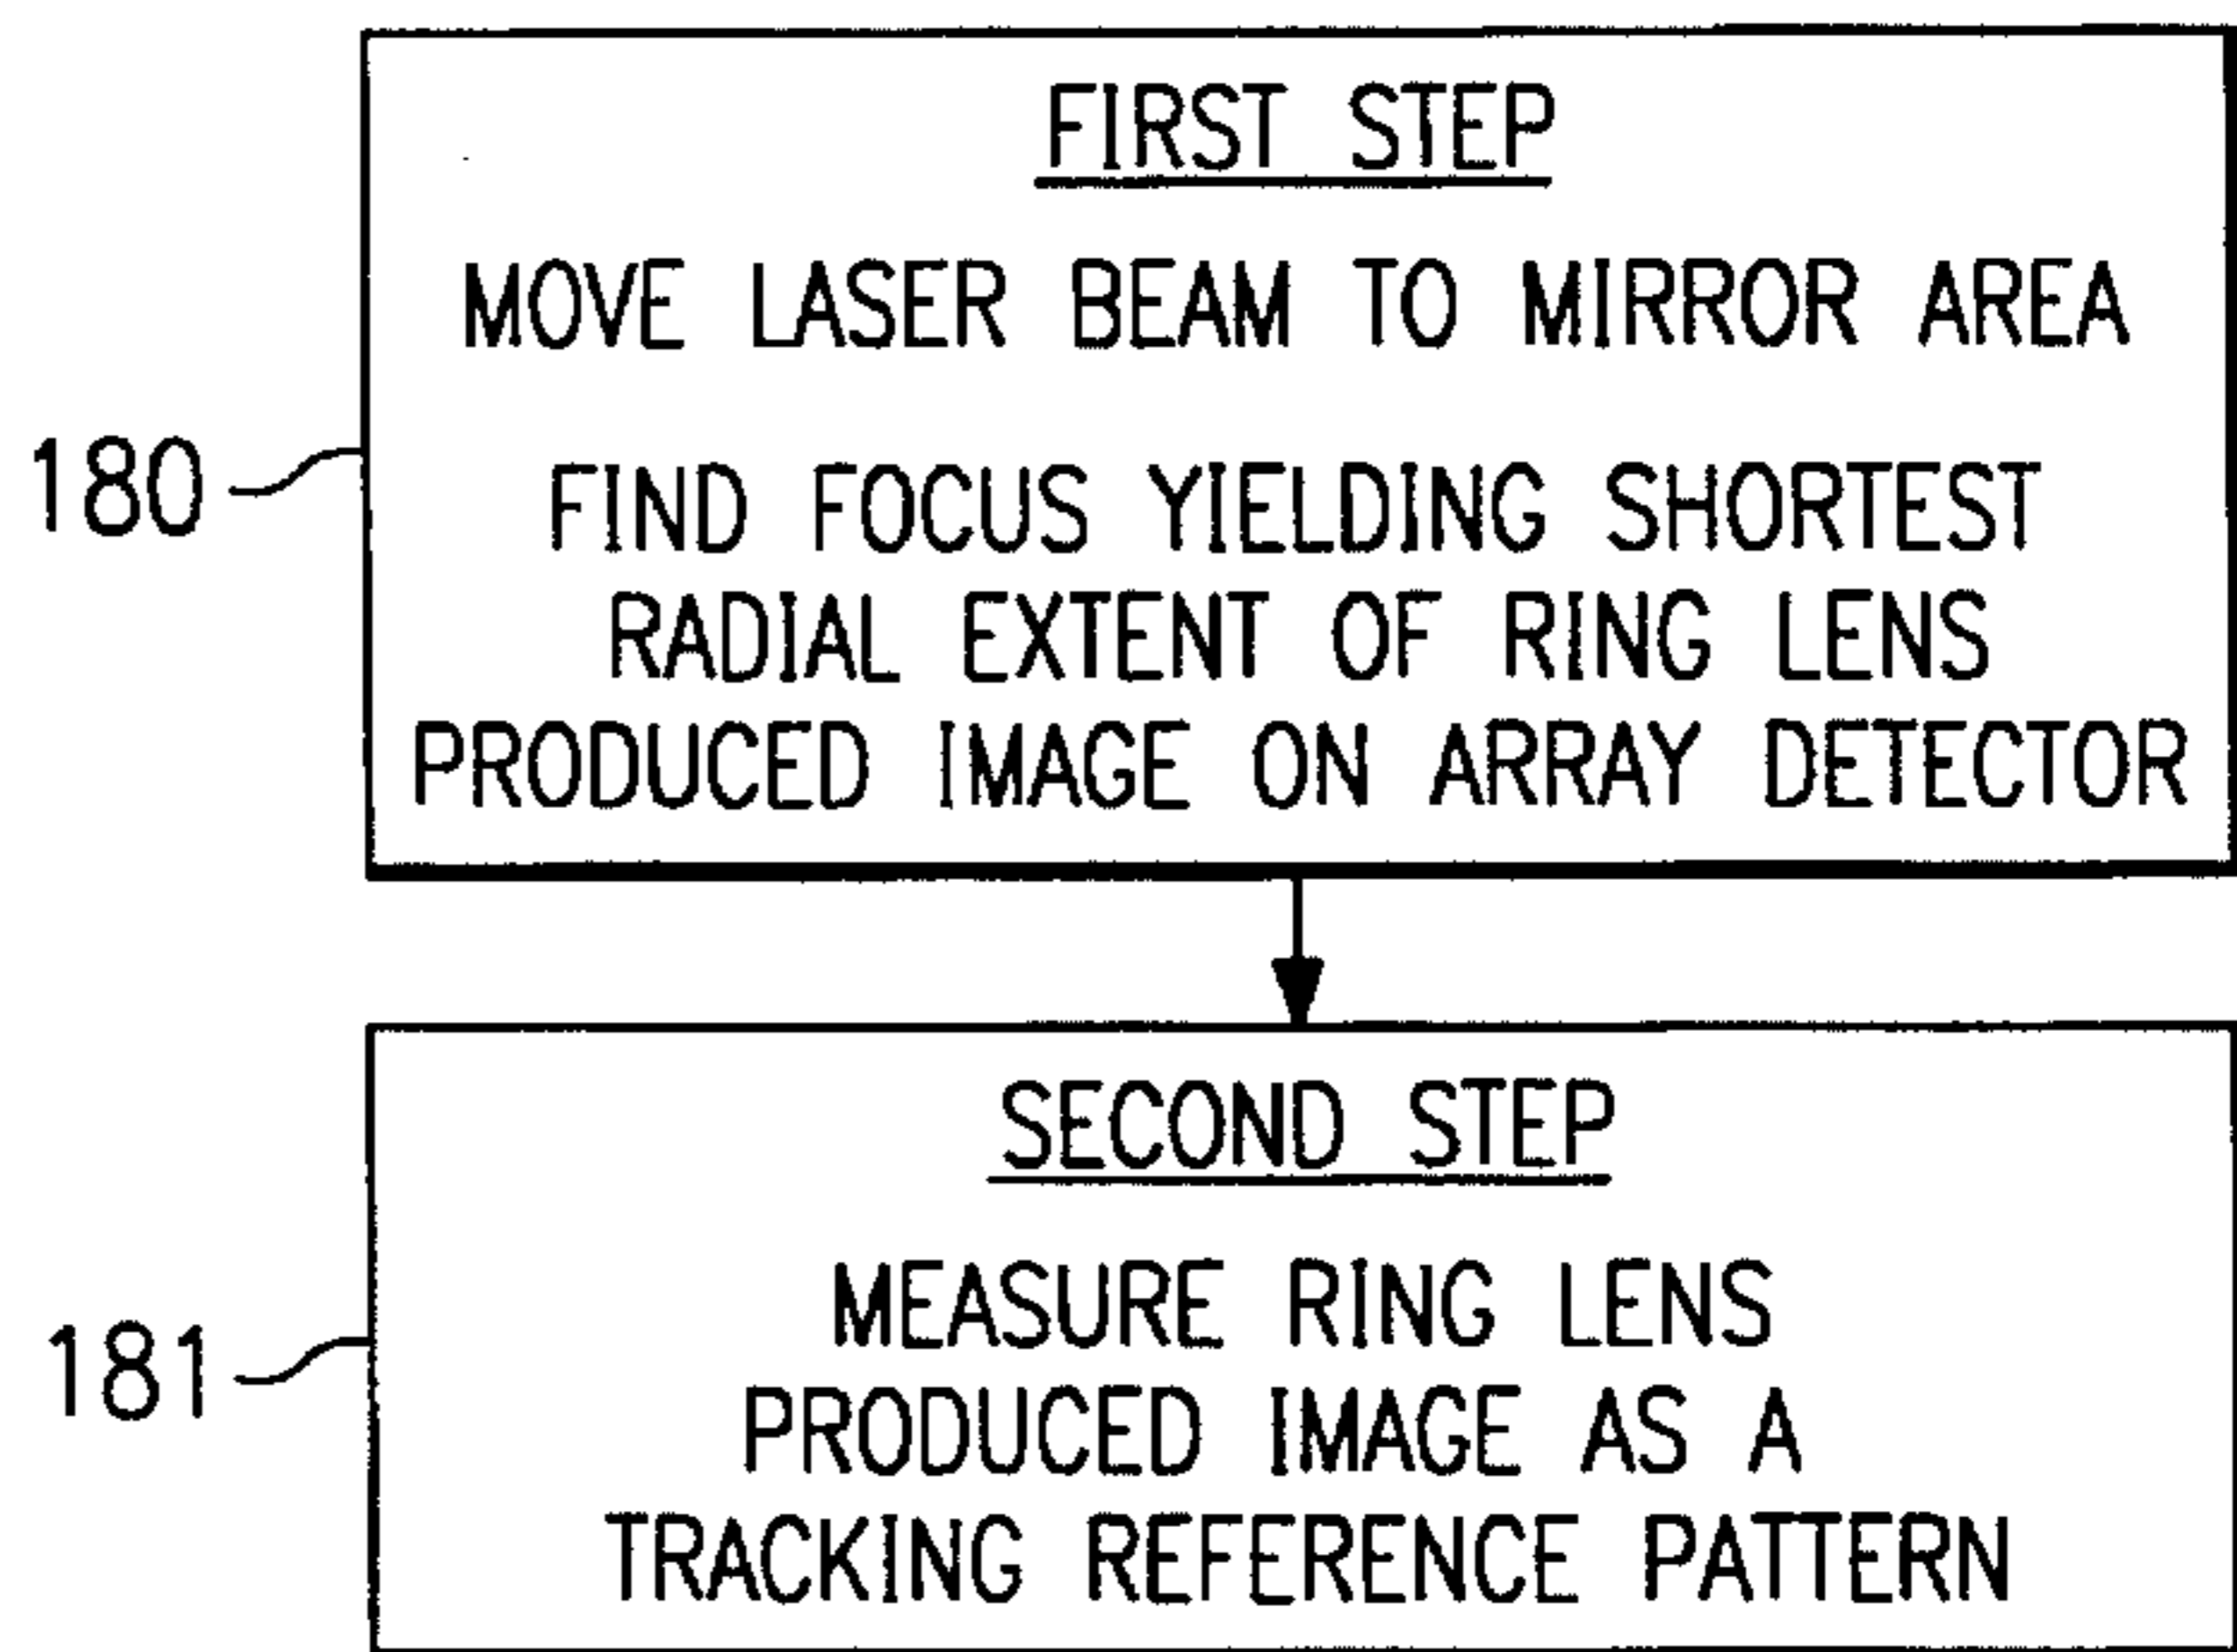 FIRST STEP
MOVE LASER BEAM TO MIRROR AREA
180
FIND FOCUS YIELDING SHORTEST
RADIAL EXTENT OF RING LENS
PRODUCED IMAGE ON ARRAY DETECTOR
SECOND STEP
MEASURE RING LENS
181
PRODUCED IMAGE AS A
TRACKING REFERENCE PATTERN